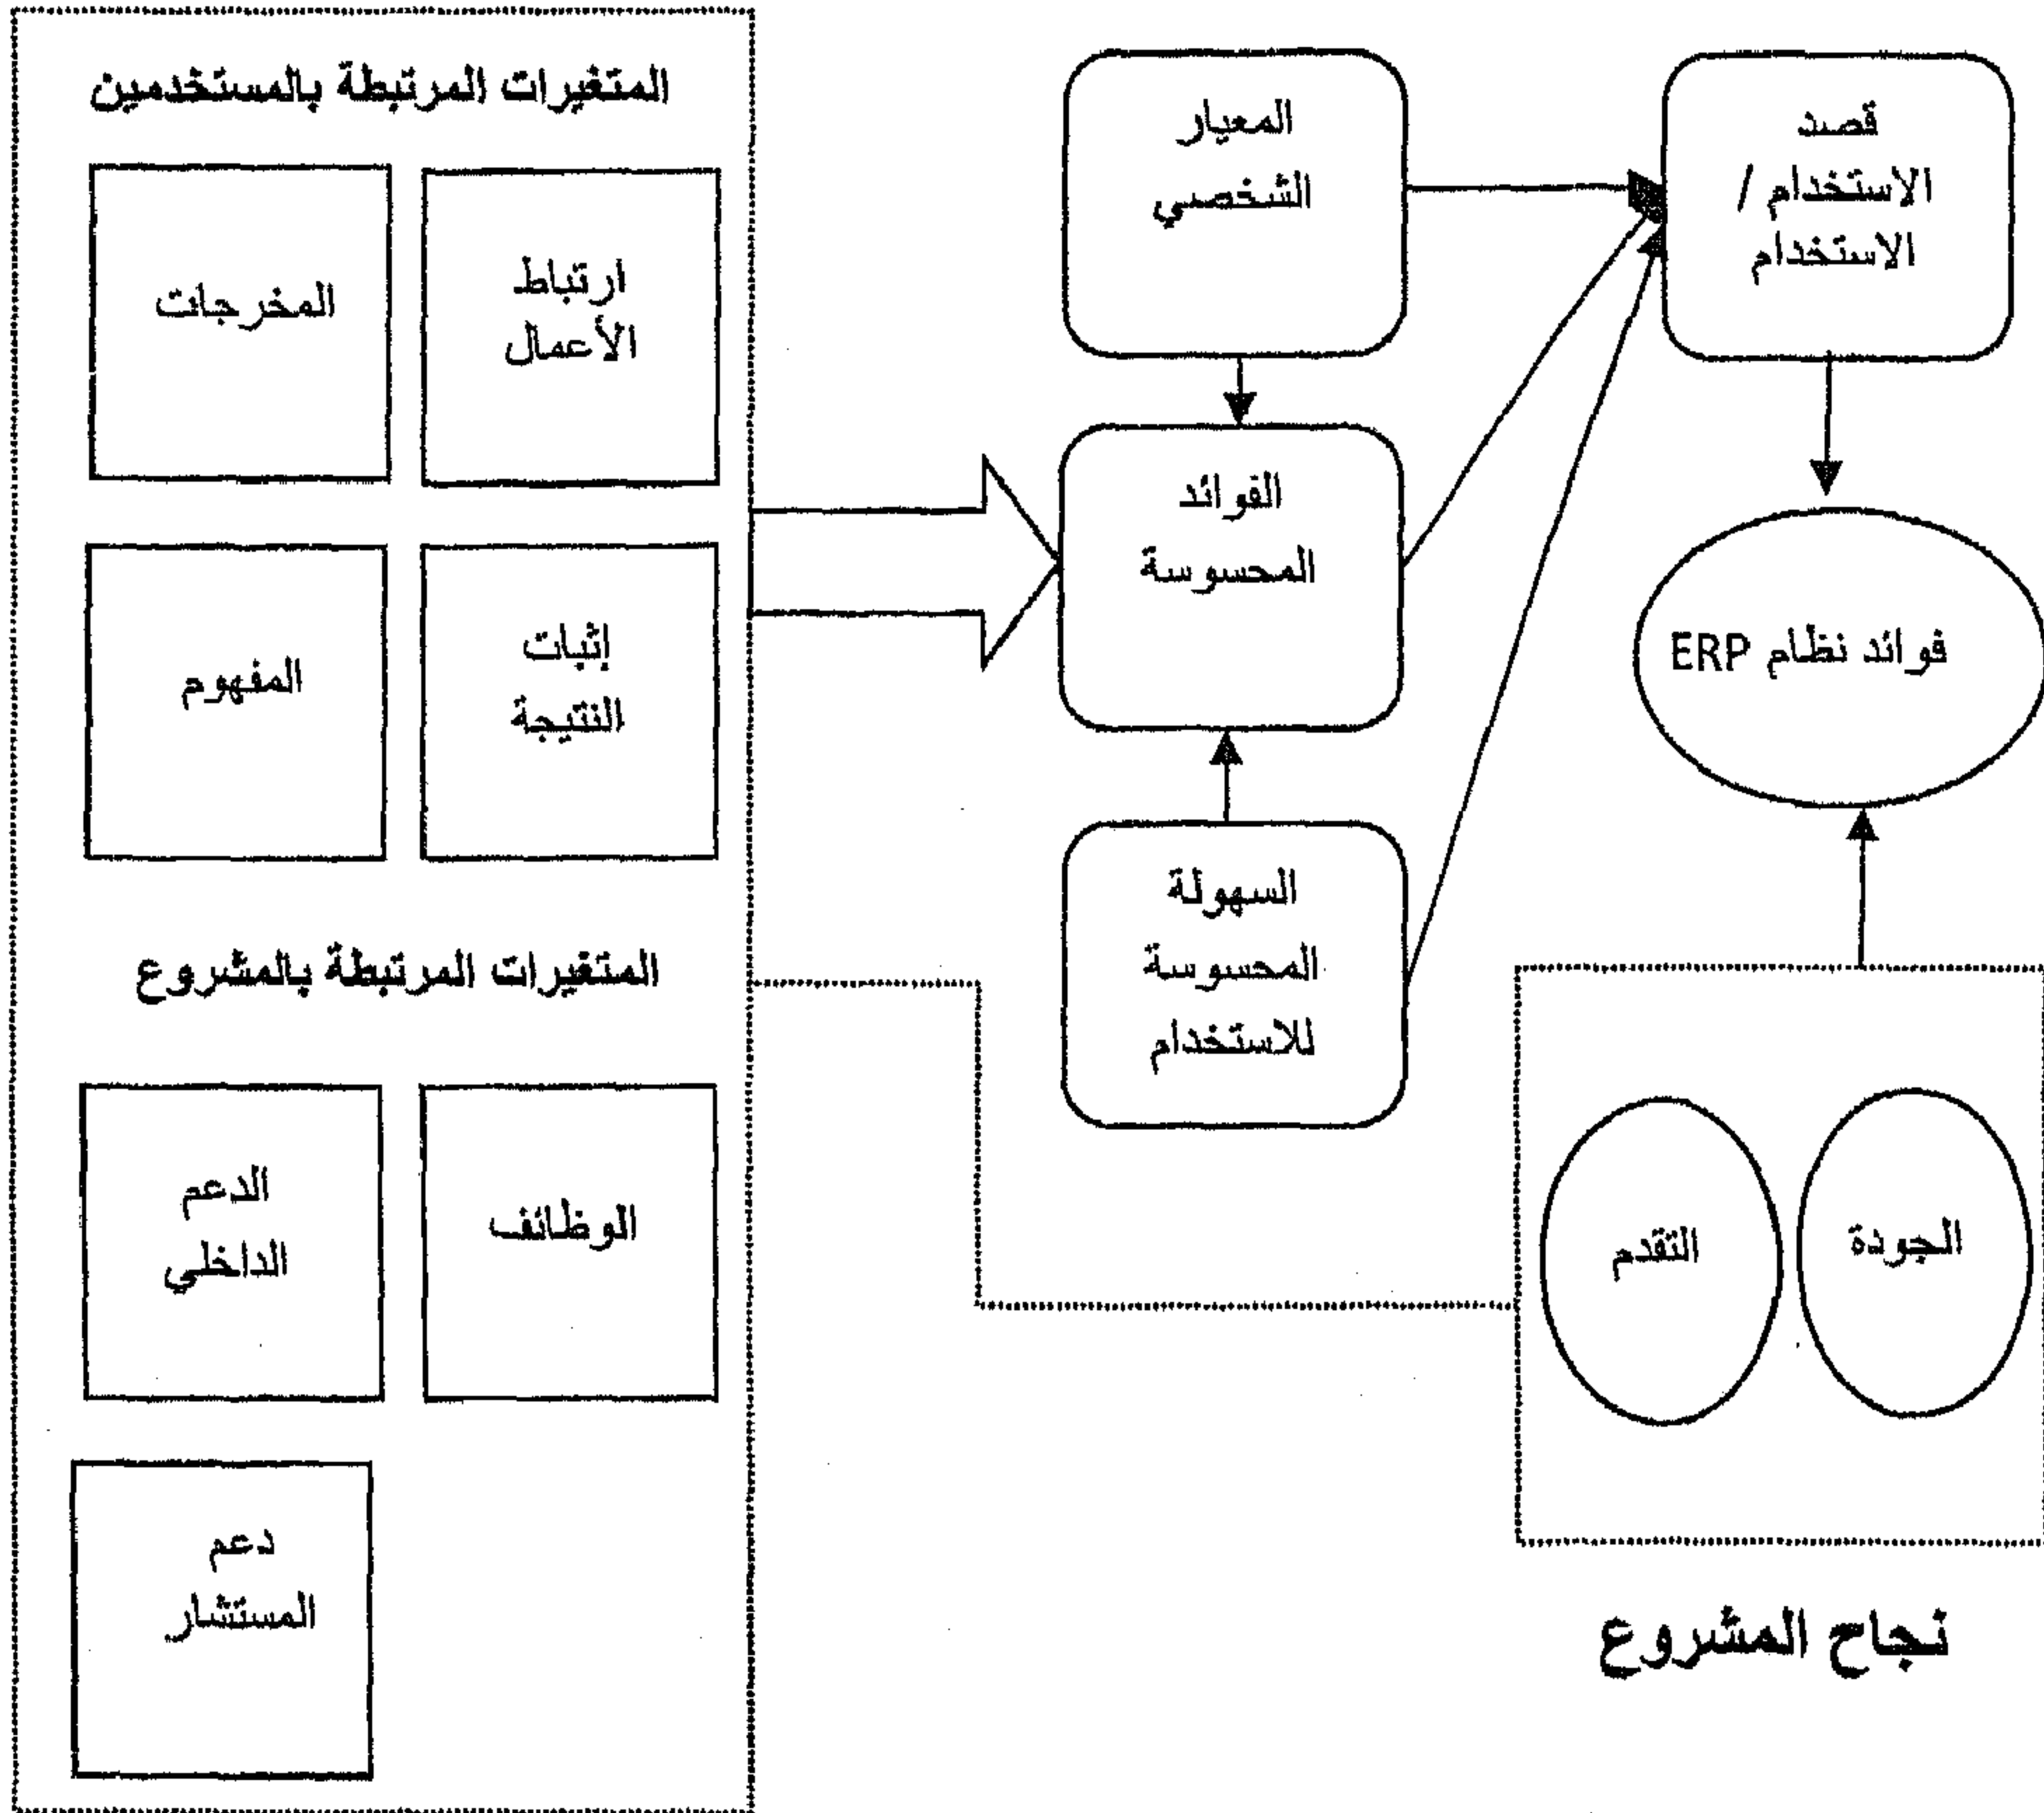 المتغيرات المرتبطة بالمستخدمين
ارتباط
الأعمال
المخرجات
إثبات
النتيجة
المفهوم
المتغيرات المرتبطة بالمشروع
الوظائف
الدعم
الداخلي
دعم
المستشار
المعيار
الشخصي
الفوائد
المحسوسة
السهولة
المحسوسة
للاستخدام
قصد
الاستخدام /
الاستخدام
فوائد نظام ERP
الجودة
التقدم
نجاح المشروع